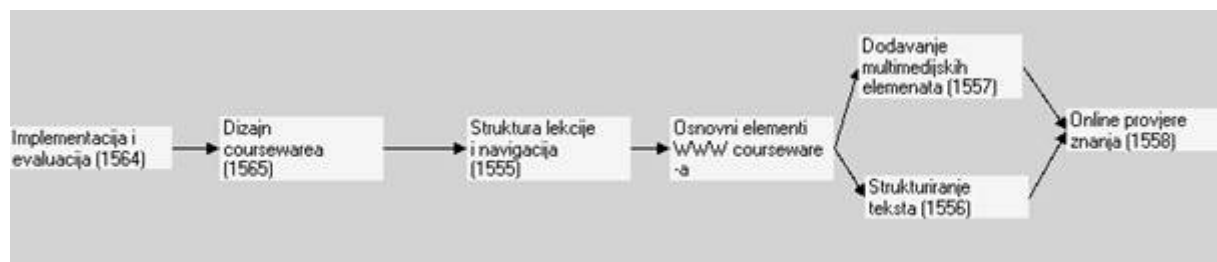 Implementacija i
evaluacija (1564)
Dizajn
coursewarea
(1565)
Struktura lekcije
i navigacija
(1555)
Osnovni elementi
WWW courseware
-a
Dodavanje
multimedijskih
elemenata (1557)
Strukturiranje
teksta (1556)
Online provjere
znanja (1558)